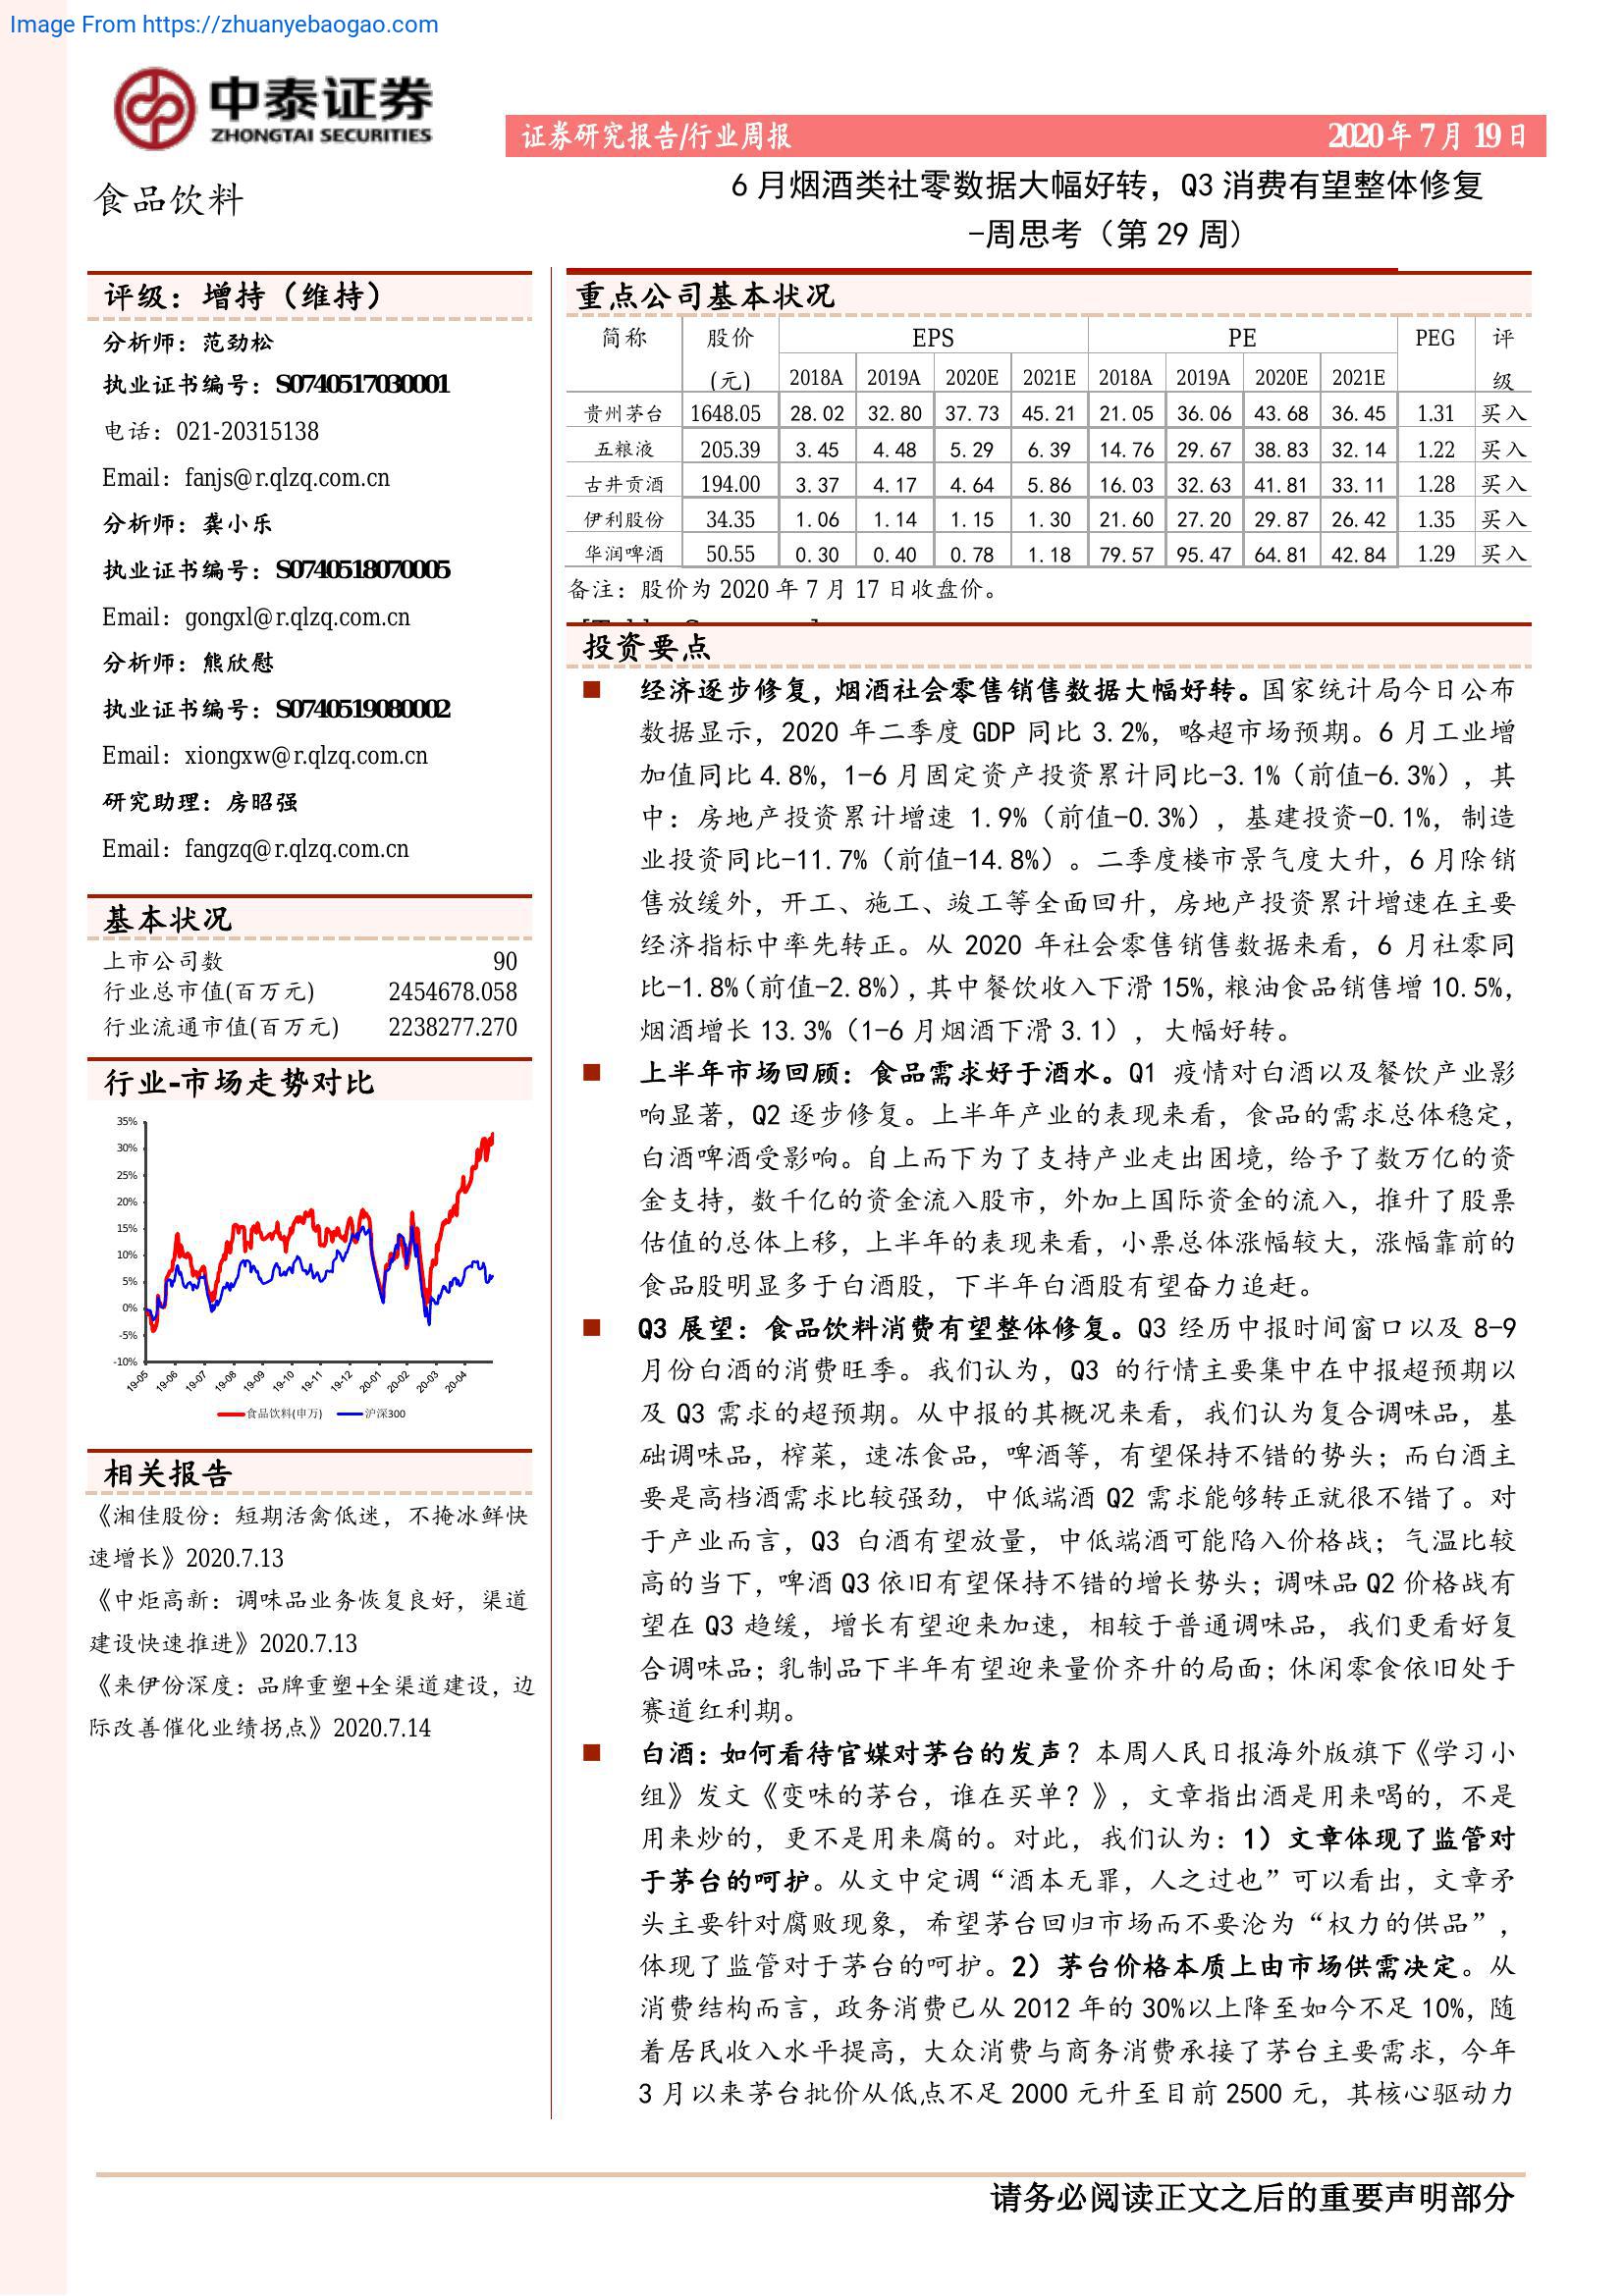 Image From https://zhuanyebaogao.com
中泰证券
ZHONGTAI SECURITIES
证券研究报告/行业周报
2020年7月19日
食品饮料
6月烟酒类社零数据大幅好转，Q3消费有望整体修复
-周思考（第29周）
评级：增持（维持）
分析师：范劲松
执业证书编号：S0740517030001
电话：021-20315138
Email：fanjs@r.qlzq.com.cn
分析师：龚小乐
执业证书编号：S0740518070005
Email：gongxl@r.qlzq.com.cn
分析师：熊欣慰
执业证书编号：S0740519080002
Email：xiongxw@r.qlzq.com.cn
研究助理：房昭强
Email：fangzq@r.qlzq.com.cn
基本状况
上市公司数 90
行业总市值(百万元) 2454678.058
行业流通市值(百万元) 2238277.270
行业-市场走势对比
35%
30%
25%
20%
15%
10%
5%
0%
-5%
-10%
19-05 19-06 19-07 19-08 19-09 19-10 19-11 19-12 20-01 20-02 20-03 20-04
食品饮料(申万) 沪深300
相关报告
《湘佳股份：短期活禽低迷，不掩冰鲜快
速增长》2020.7.13
《中炬高新：调味品业务恢复良好，渠道
建设快速推进》2020.7.13
《来伊份深度：品牌重塑+全渠道建设，边
际改善催化业绩拐点》2020.7.14
重点公司基本状况
简称 股价 EPS PE PEG 评
(元) 2018A 2019A 2020E 2021E 2018A 2019A 2020E 2021E 级
贵州茅台 1648.05 28.02 32.80 37.73 45.21 21.05 36.06 43.68 36.45 1.31 买入
五粮液 205.39 3.45 4.48 5.29 6.39 14.76 29.67 38.83 32.14 1.22 买入
古井贡酒 194.00 3.37 4.17 4.64 5.86 16.03 32.63 41.81 33.11 1.28 买入
伊利股份 34.35 1.06 1.14 1.15 1.30 21.60 27.20 29.87 26.42 1.35 买入
华润啤酒 50.55 0.30 0.40 0.78 1.18 79.57 95.47 64.81 42.84 1.29 买入
备注：股价为2020年7月17日收盘价。
投资要点
■ 经济逐步修复，烟酒社会零售销售数据大幅好转。国家统计局今日公布
数据显示，2020 年二季度 GDP 同比 3.2%，略超市场预期。6 月工业增
加值同比4.8%，1-6月固定资产投资累计同比-3.1%（前值-6.3%），其
中：房地产投资累计增速 1.9%（前值-0.3%），基建投资-0.1%，制造
业投资同比-11.7%（前值-14.8%）。二季度楼市景气度大升，6月除销
售放缓外，开工、施工、竣工等全面回升，房地产投资累计增速在主要
经济指标中率先转正。从 2020 年社会零售销售数据来看，6 月社零同
比-1.8%（前值-2.8%），其中餐饮收入下滑15%，粮油食品销售增10.5%，
烟酒增长13.3%（1-6月烟酒下滑3.1），大幅好转。
■ 上半年市场回顾：食品需求好于酒水。Q1 疫情对白酒以及餐饮产业影
响显著，Q2逐步修复。上半年产业的表现来看，食品的需求总体稳定，
白酒啤酒受影响。自上而下为了支持产业走出困境，给予了数万亿的资
金支持，数千亿的资金流入股市，外加上国际资金的流入，推升了股票
估值的总体上移，上半年的表现来看，小票总体涨幅较大，涨幅靠前的
食品股明显多于白酒股，下半年白酒股有望奋力追赶。
■ Q3 展望：食品饮料消费有望整体修复。Q3 经历中报时间窗口以及 8-9
月份白酒的消费旺季。我们认为，Q3 的行情主要集中在中报超预期以
及 Q3 需求的超预期。从中报的其概况来看，我们认为复合调味品，基
础调味品，榨菜，速冻食品，啤酒等，有望保持不错的势头；而白酒主
要是高档酒需求比较强劲，中低端酒 Q2 需求能够转正就很不错了。对
于产业而言，Q3 白酒有望放量，中低端酒可能陷入价格战；气温比较
高的当下，啤酒Q3依旧有望保持不错的增长势头；调味品Q2价格战有
望在 Q3 趋缓，增长有望迎来加速，相较于普通调味品，我们更看好复
合调味品；乳制品下半年有望迎来量价齐升的局面；休闲零食依旧处于
赛道红利期。
■ 白酒：如何看待官媒对茅台的发声？本周人民日报海外版旗下《学习小
组》发文《变味的茅台，谁在买单？》，文章指出酒是用来喝的，不是
用来炒的，更不是用来腐的。对此，我们认为：1）文章体现了监管对
于茅台的呵护。从文中定调“酒本无罪，人之过也”可以看出，文章矛
头主要针对腐败现象，希望茅台回归市场而不要沦为“权力的供品”，
体现了监管对于茅台的呵护。2）茅台价格本质上由市场供需决定。从
消费结构而言，政务消费已从2012年的30%以上降至如今不足10%，随
着居民收入水平提高，大众消费与商务消费承接了茅台主要需求，今年
3 月以来茅台批价从低点不足 2000 元升至目前 2500 元，其核心驱动力
请务必阅读正文之后的重要声明部分